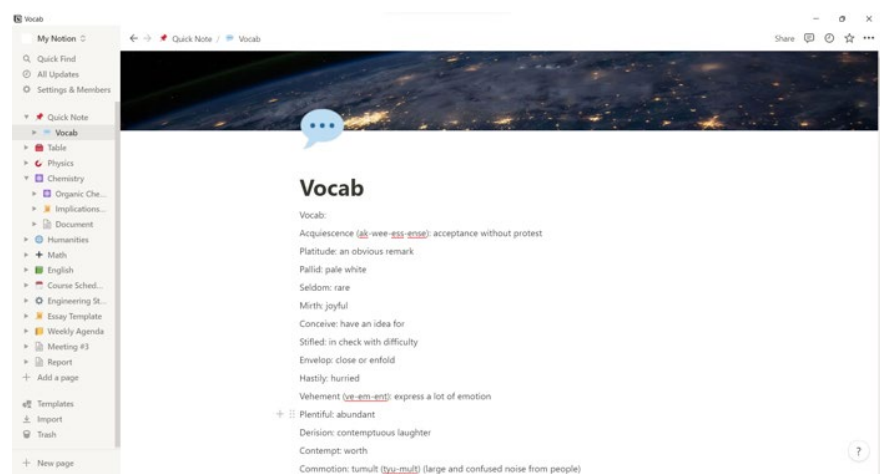 Vocab
My Notion
Quick Note / Vocab
Share
Quick Find
All Updates
Settings & Members
Quick Note
Vocab
Table
Physics
Chemistry
Organic Che...
Implications...
Document
Humanities
Math
English
Course Sched...
Engineering St...
Essay Template
Weekly Agenda
Meeting #3
Report
Add a page
Templates
Import
Trash
New page
Vocab
Vocab:
Acquiescence (ak-wee-ess-ense): acceptance without protest
Platitude: an obvious remark
Pallid: pale white
Seldom: rare
Mirth: joyful
Conceive: have an idea for
Stifled: in check with difficulty
Envelop: close or enfold
Hastily: hurried
Vehement (ve-em-ent): express a lot of emotion
Plentiful: abundant
Derision: contemptuous laughter
Contempt: worth
Commotion: tumult (tyu-mult) (large and confused noise from people)
?